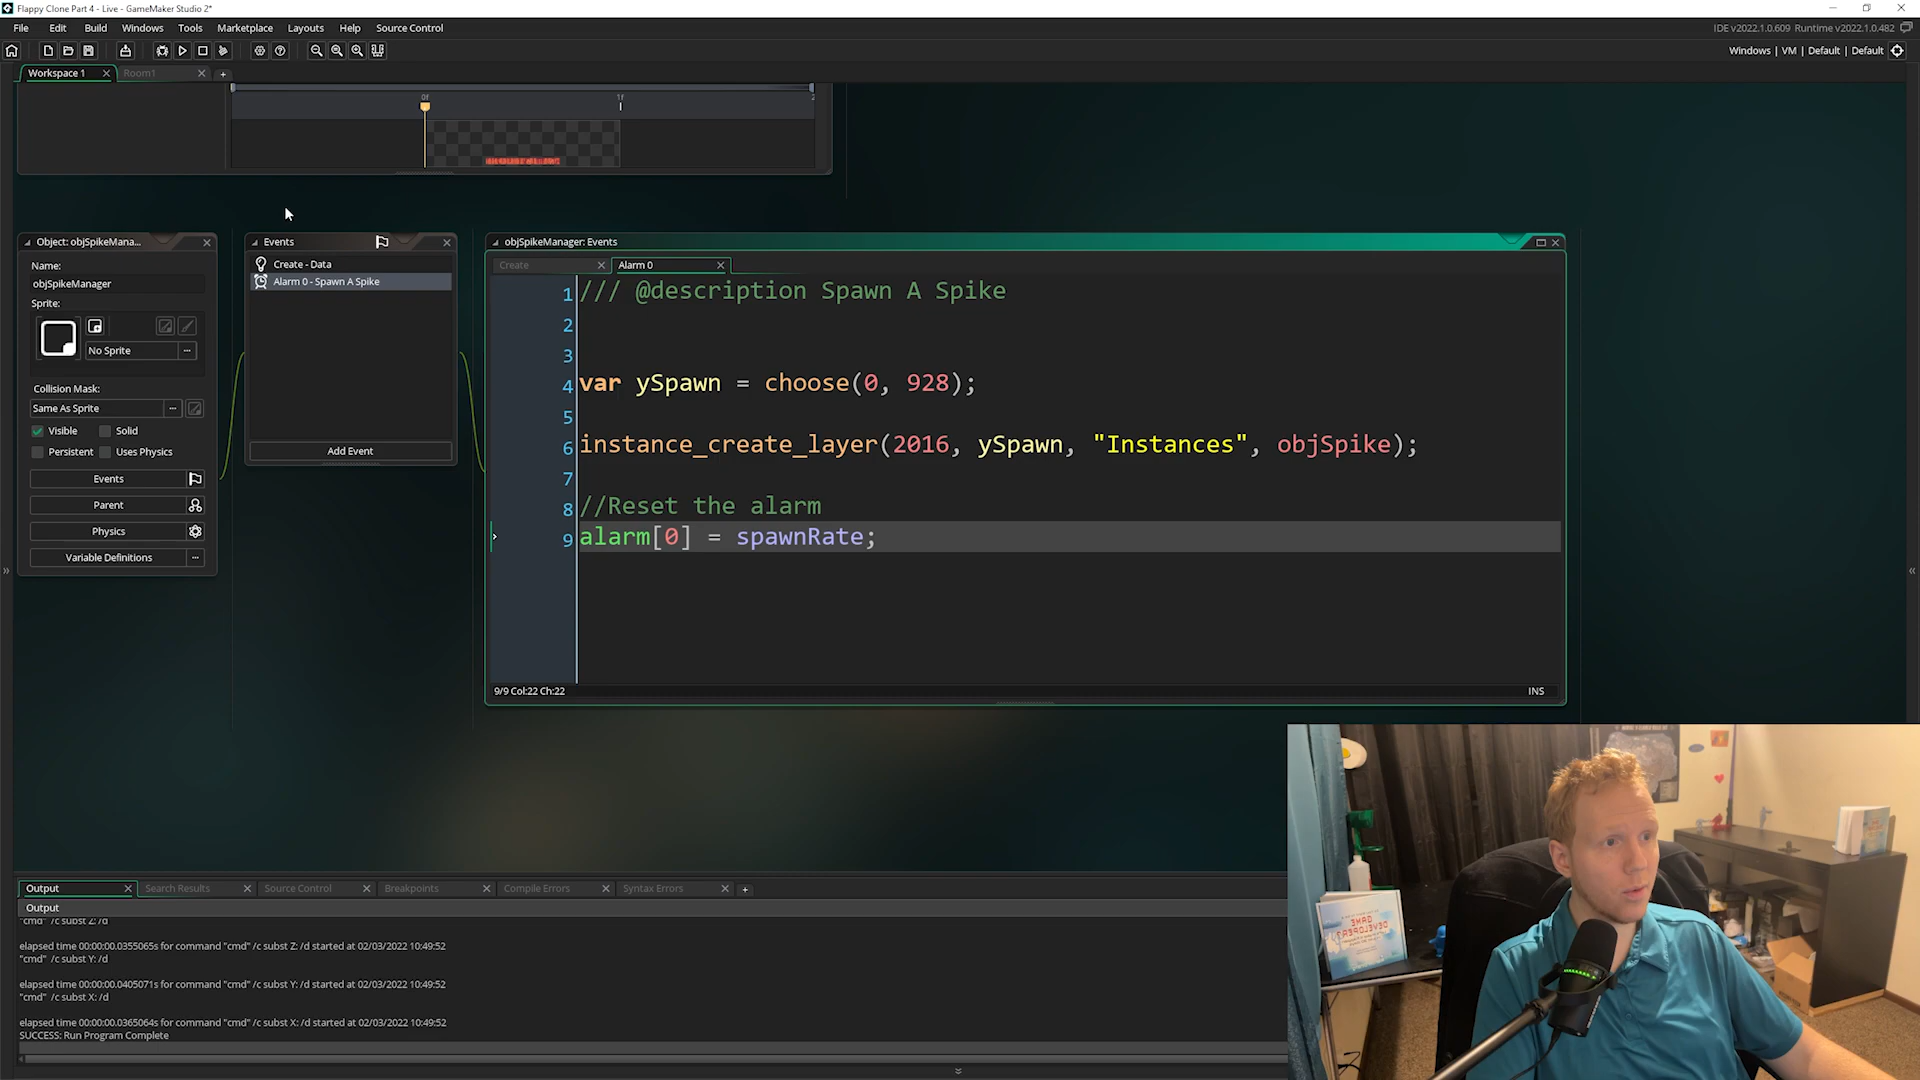 Flappy Clone Part 4 - Live - GameMaker Studio 2*
File Edit Build Windows Tools Marketplace Layouts Help Source Control
IDE v2022.1.0.609 Runtime v2022.1.0.482
Windows | VM | Default | Default
Workspace 1
Room1
0f
1f
2
Object: objSpikeMana...
Name:
objSpikeManager
Sprite:
No Sprite
Collision Mask:
Same As Sprite
Visible
Solid
Persistent
Uses Physics
Events
Parent
Physics
Variable Definitions
Events
Create - Data
Alarm 0 - Spawn A Spike
Add Event
objSpikeManager: Events
Create
Alarm 0
1 /// @description Spawn A Spike
2
3
4 var ySpawn = choose(0, 928);
5
6 instance_create_layer(2016, ySpawn, "Instances", objSpike);
7
8 //Reset the alarm
9 alarm[0] = spawnRate;
9/9 Col:22 Ch:22
INS
Output
Search Results
Source Control
Breakpoints
Compile Errors
Syntax Errors
Output
"cmd" /c subst Z: /d
elapsed time 00:00:00.0355065s for command "cmd" /c subst Z: /d started at 02/03/2022 10:49:52
"cmd" /c subst Y: /d
elapsed time 00:00:00.0405071s for command "cmd" /c subst Y: /d started at 02/03/2022 10:49:52
"cmd" /c subst X: /d
elapsed time 00:00:00.0365064s for command "cmd" /c subst X: /d started at 02/03/2022 10:49:52
SUCCESS: Run Program Complete
GAME
DEVELOPER?